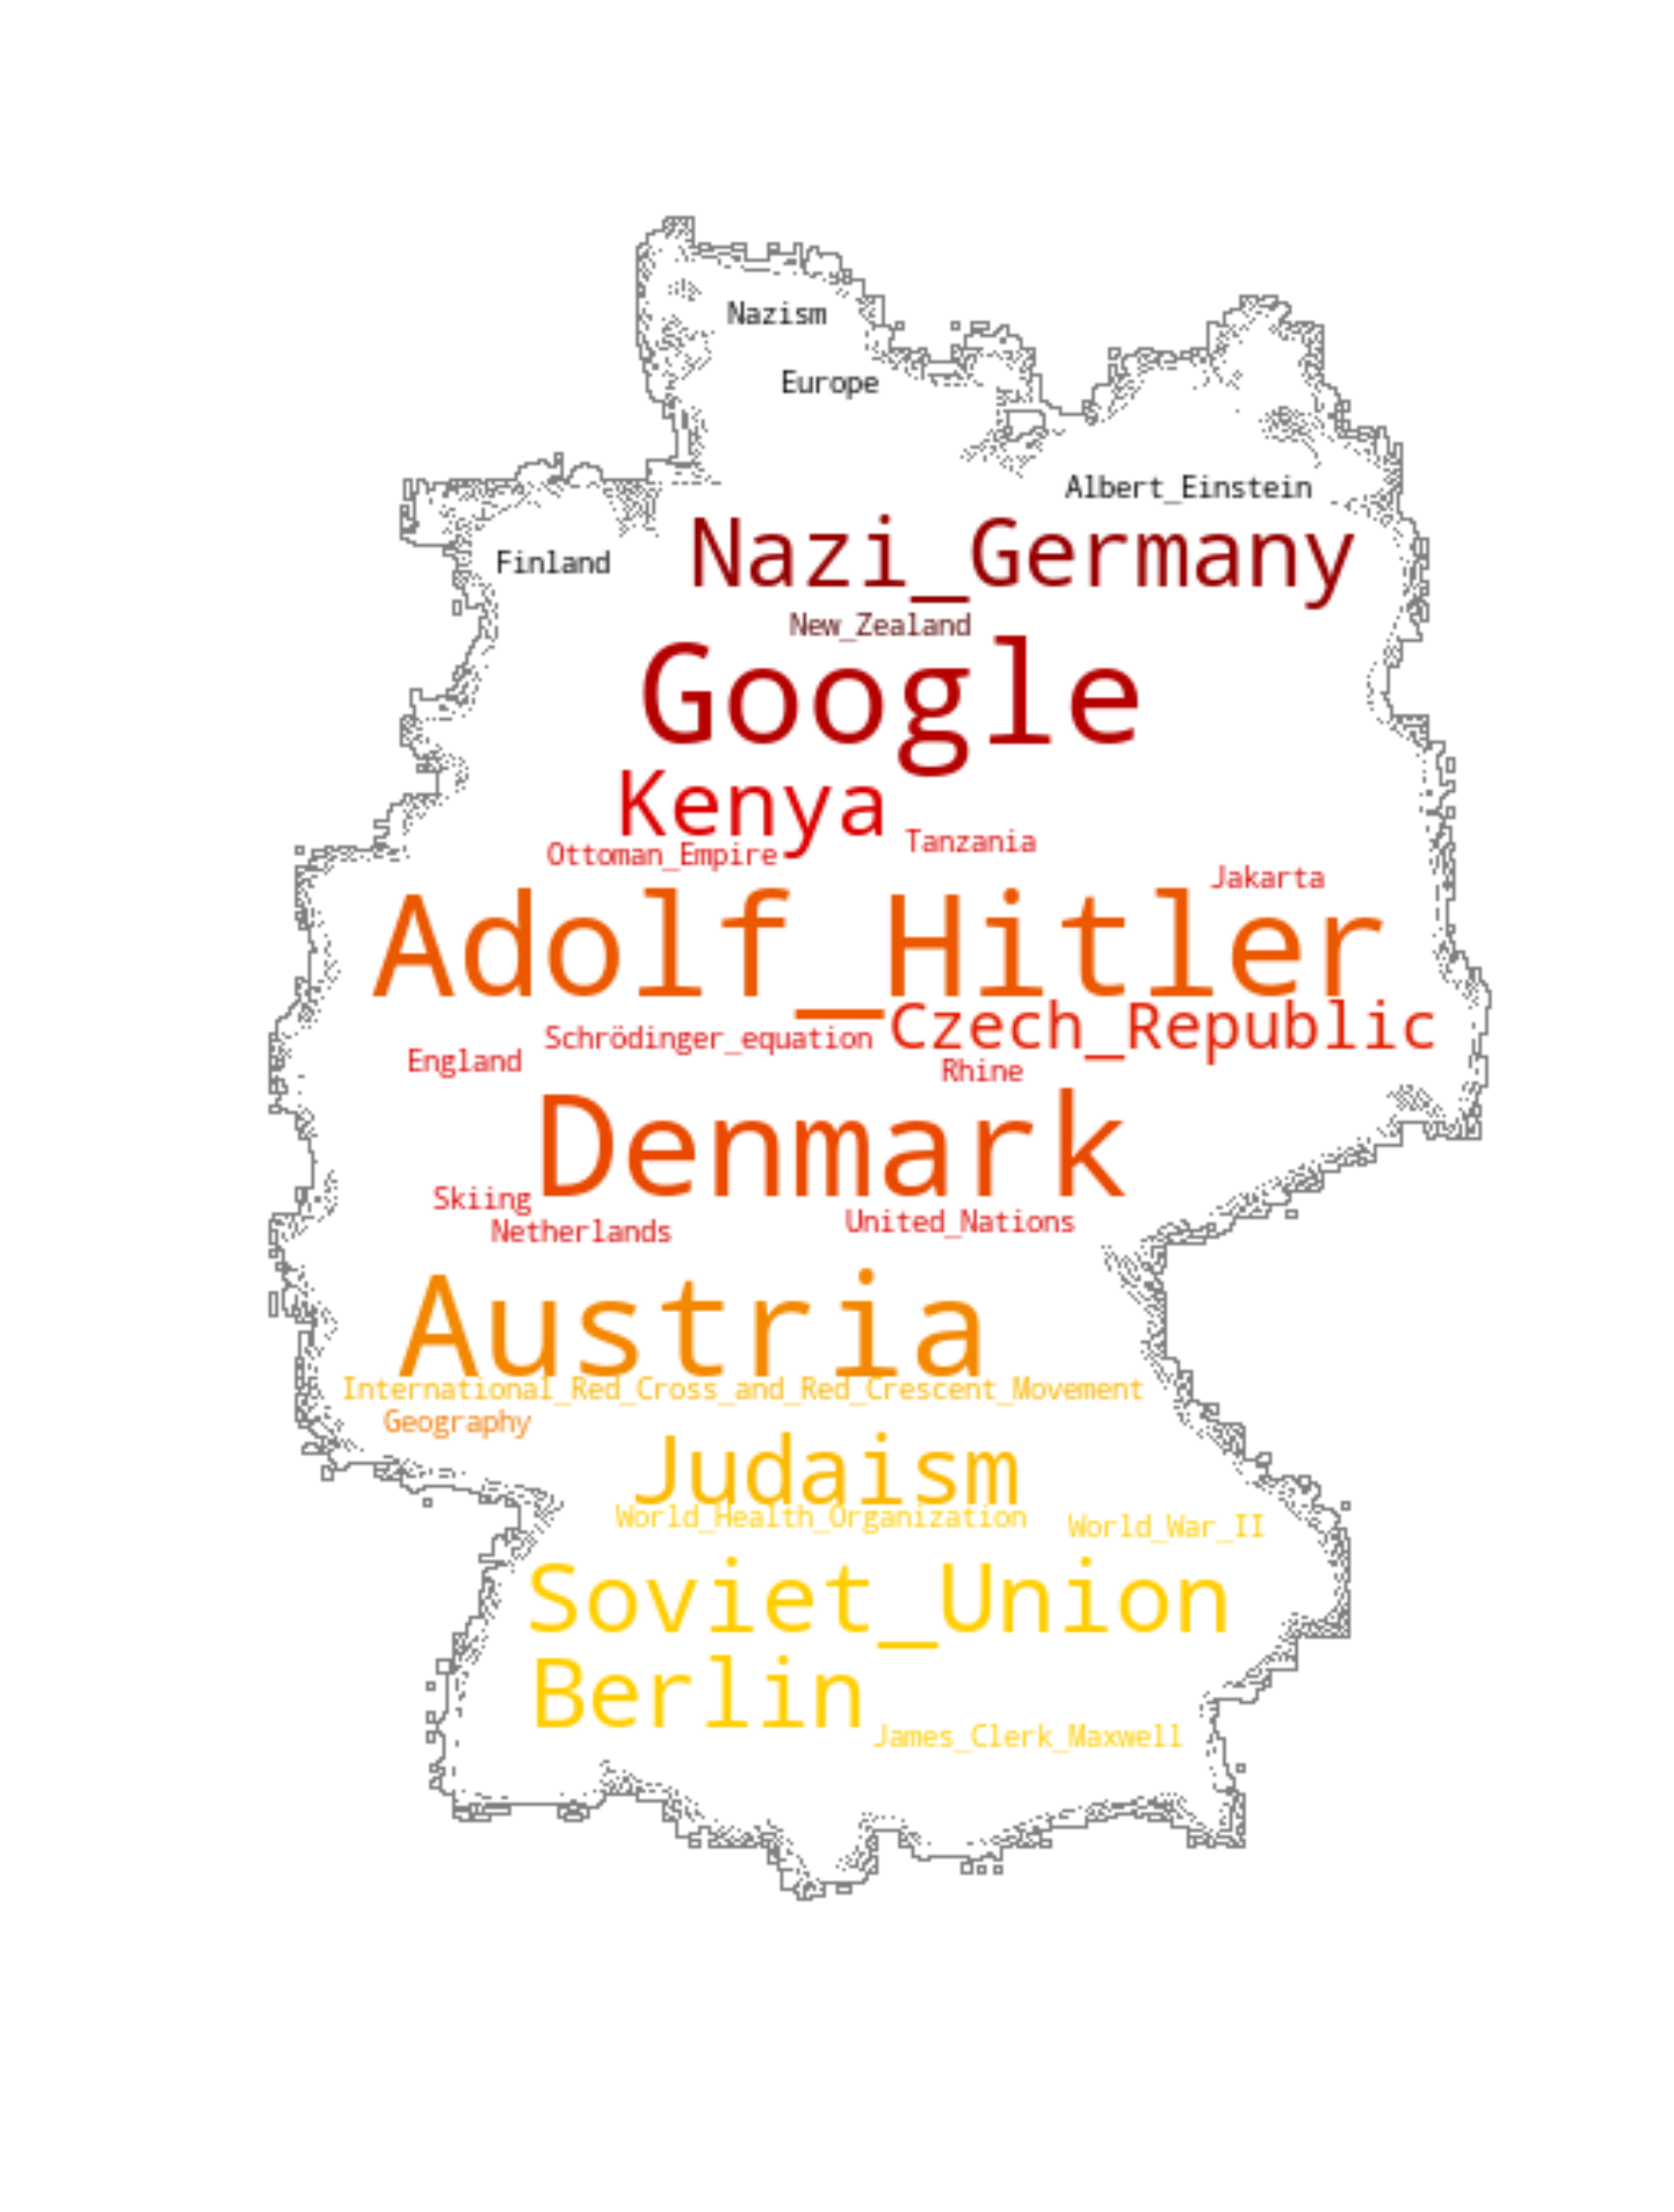 Nazism
Europe
Albert_Einstein
Nazi_Germany
Finland
New_Zealand
Google
Kenya
Tanzania
Ottoman_Empire
Jakarta
Adolf_Hitler
Czech_Republic
Schrödinger_equation
England
Rhine
Denmark
Skiing
United_Nations
Netherlands
Austria
International_Red_Cross_and_Red_Crescent_Movement
Geography
Judaism
World_Health_Organization
World_War_II
Soviet_Union
Berlin
James_Clerk_Maxwell